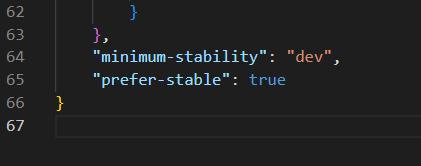 62 }
63 },
64 "minimum-stability": "dev",
65 "prefer-stable": true
66 }
67